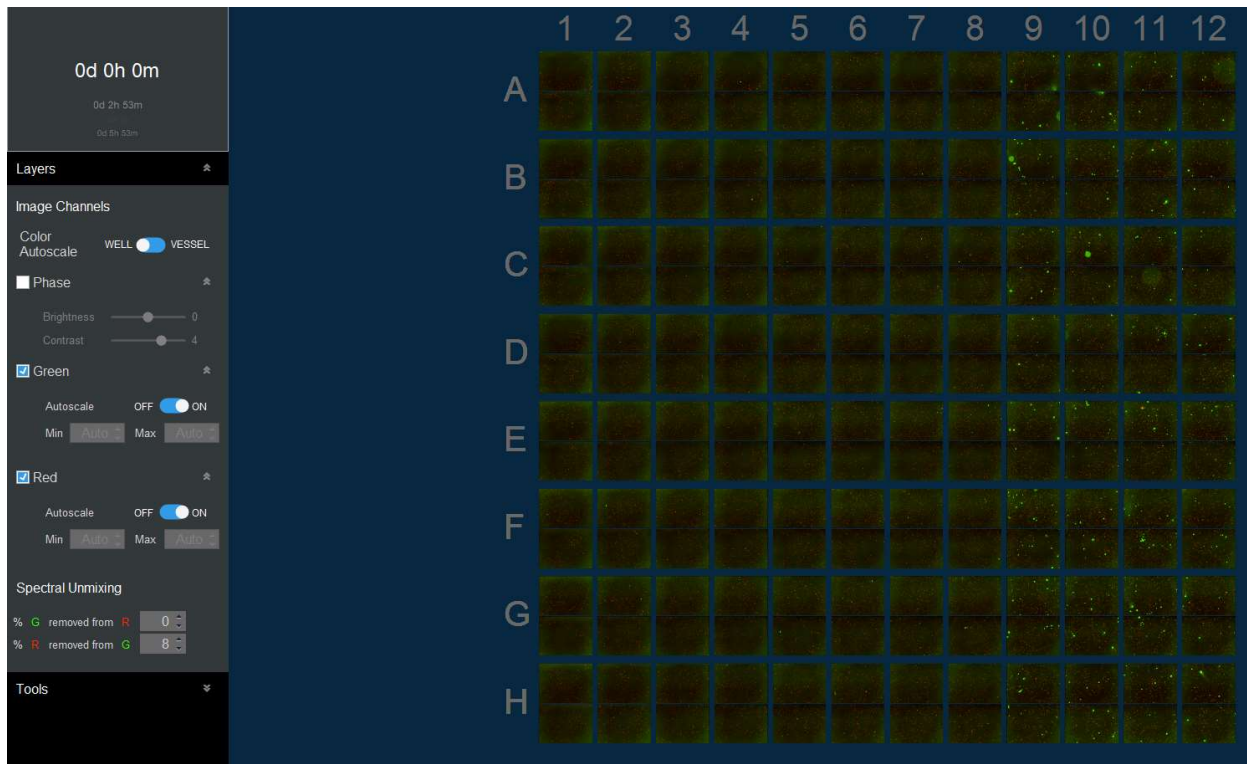 0d 0h 0m
0d 2h 53m
0d 5h 53m
Layers
Image Channels
Color Autoscale WELL VESSEL
Phase
Brightness 0
Contrast 4
Green
Autoscale OFF ON
Min Auto Max Auto
Red
Autoscale OFF ON
Min Auto Max Auto
Spectral Unmixing
% G removed from R 0
% R removed from G 8
Tools
1 2 3 4 5 6 7 8 9 10 11 12
A
B
C
D
E
F
G
H